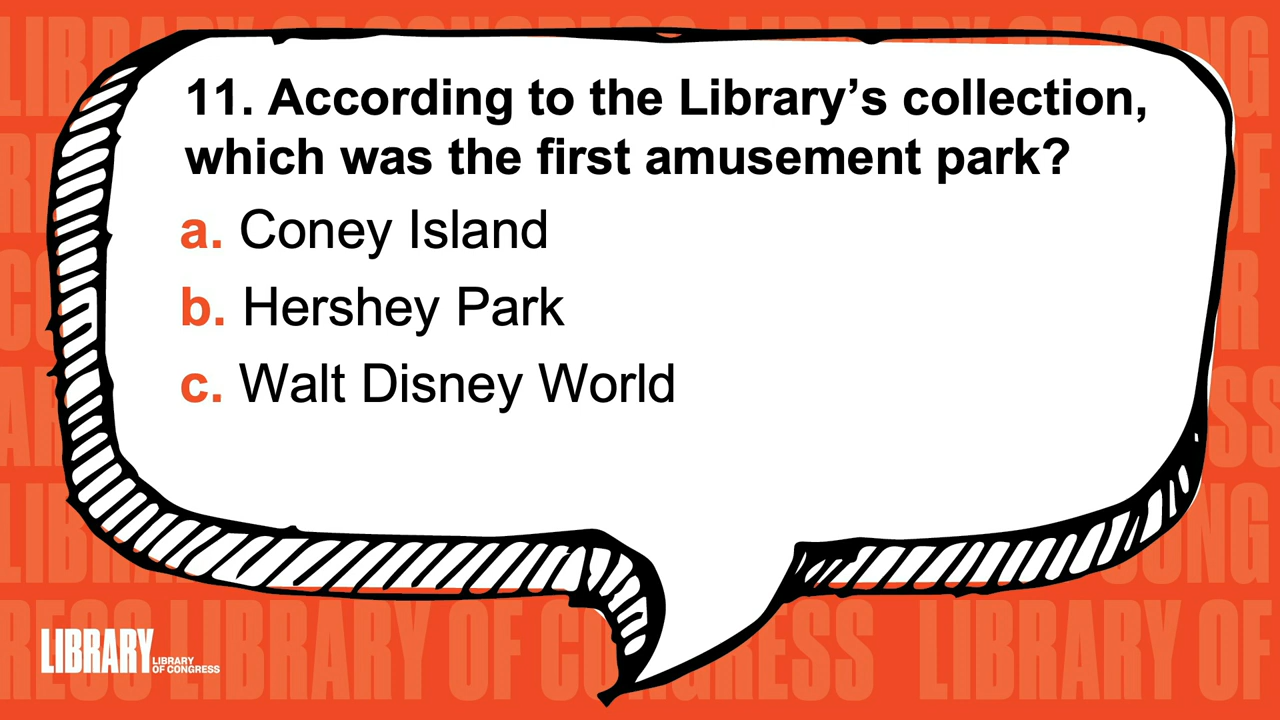 11. According to the Library’s collection,
which was the first amusement park?
a. Coney Island
b. Hershey Park
c. Walt Disney World
LIBRARY
LIBRARY
OF CONGRESS